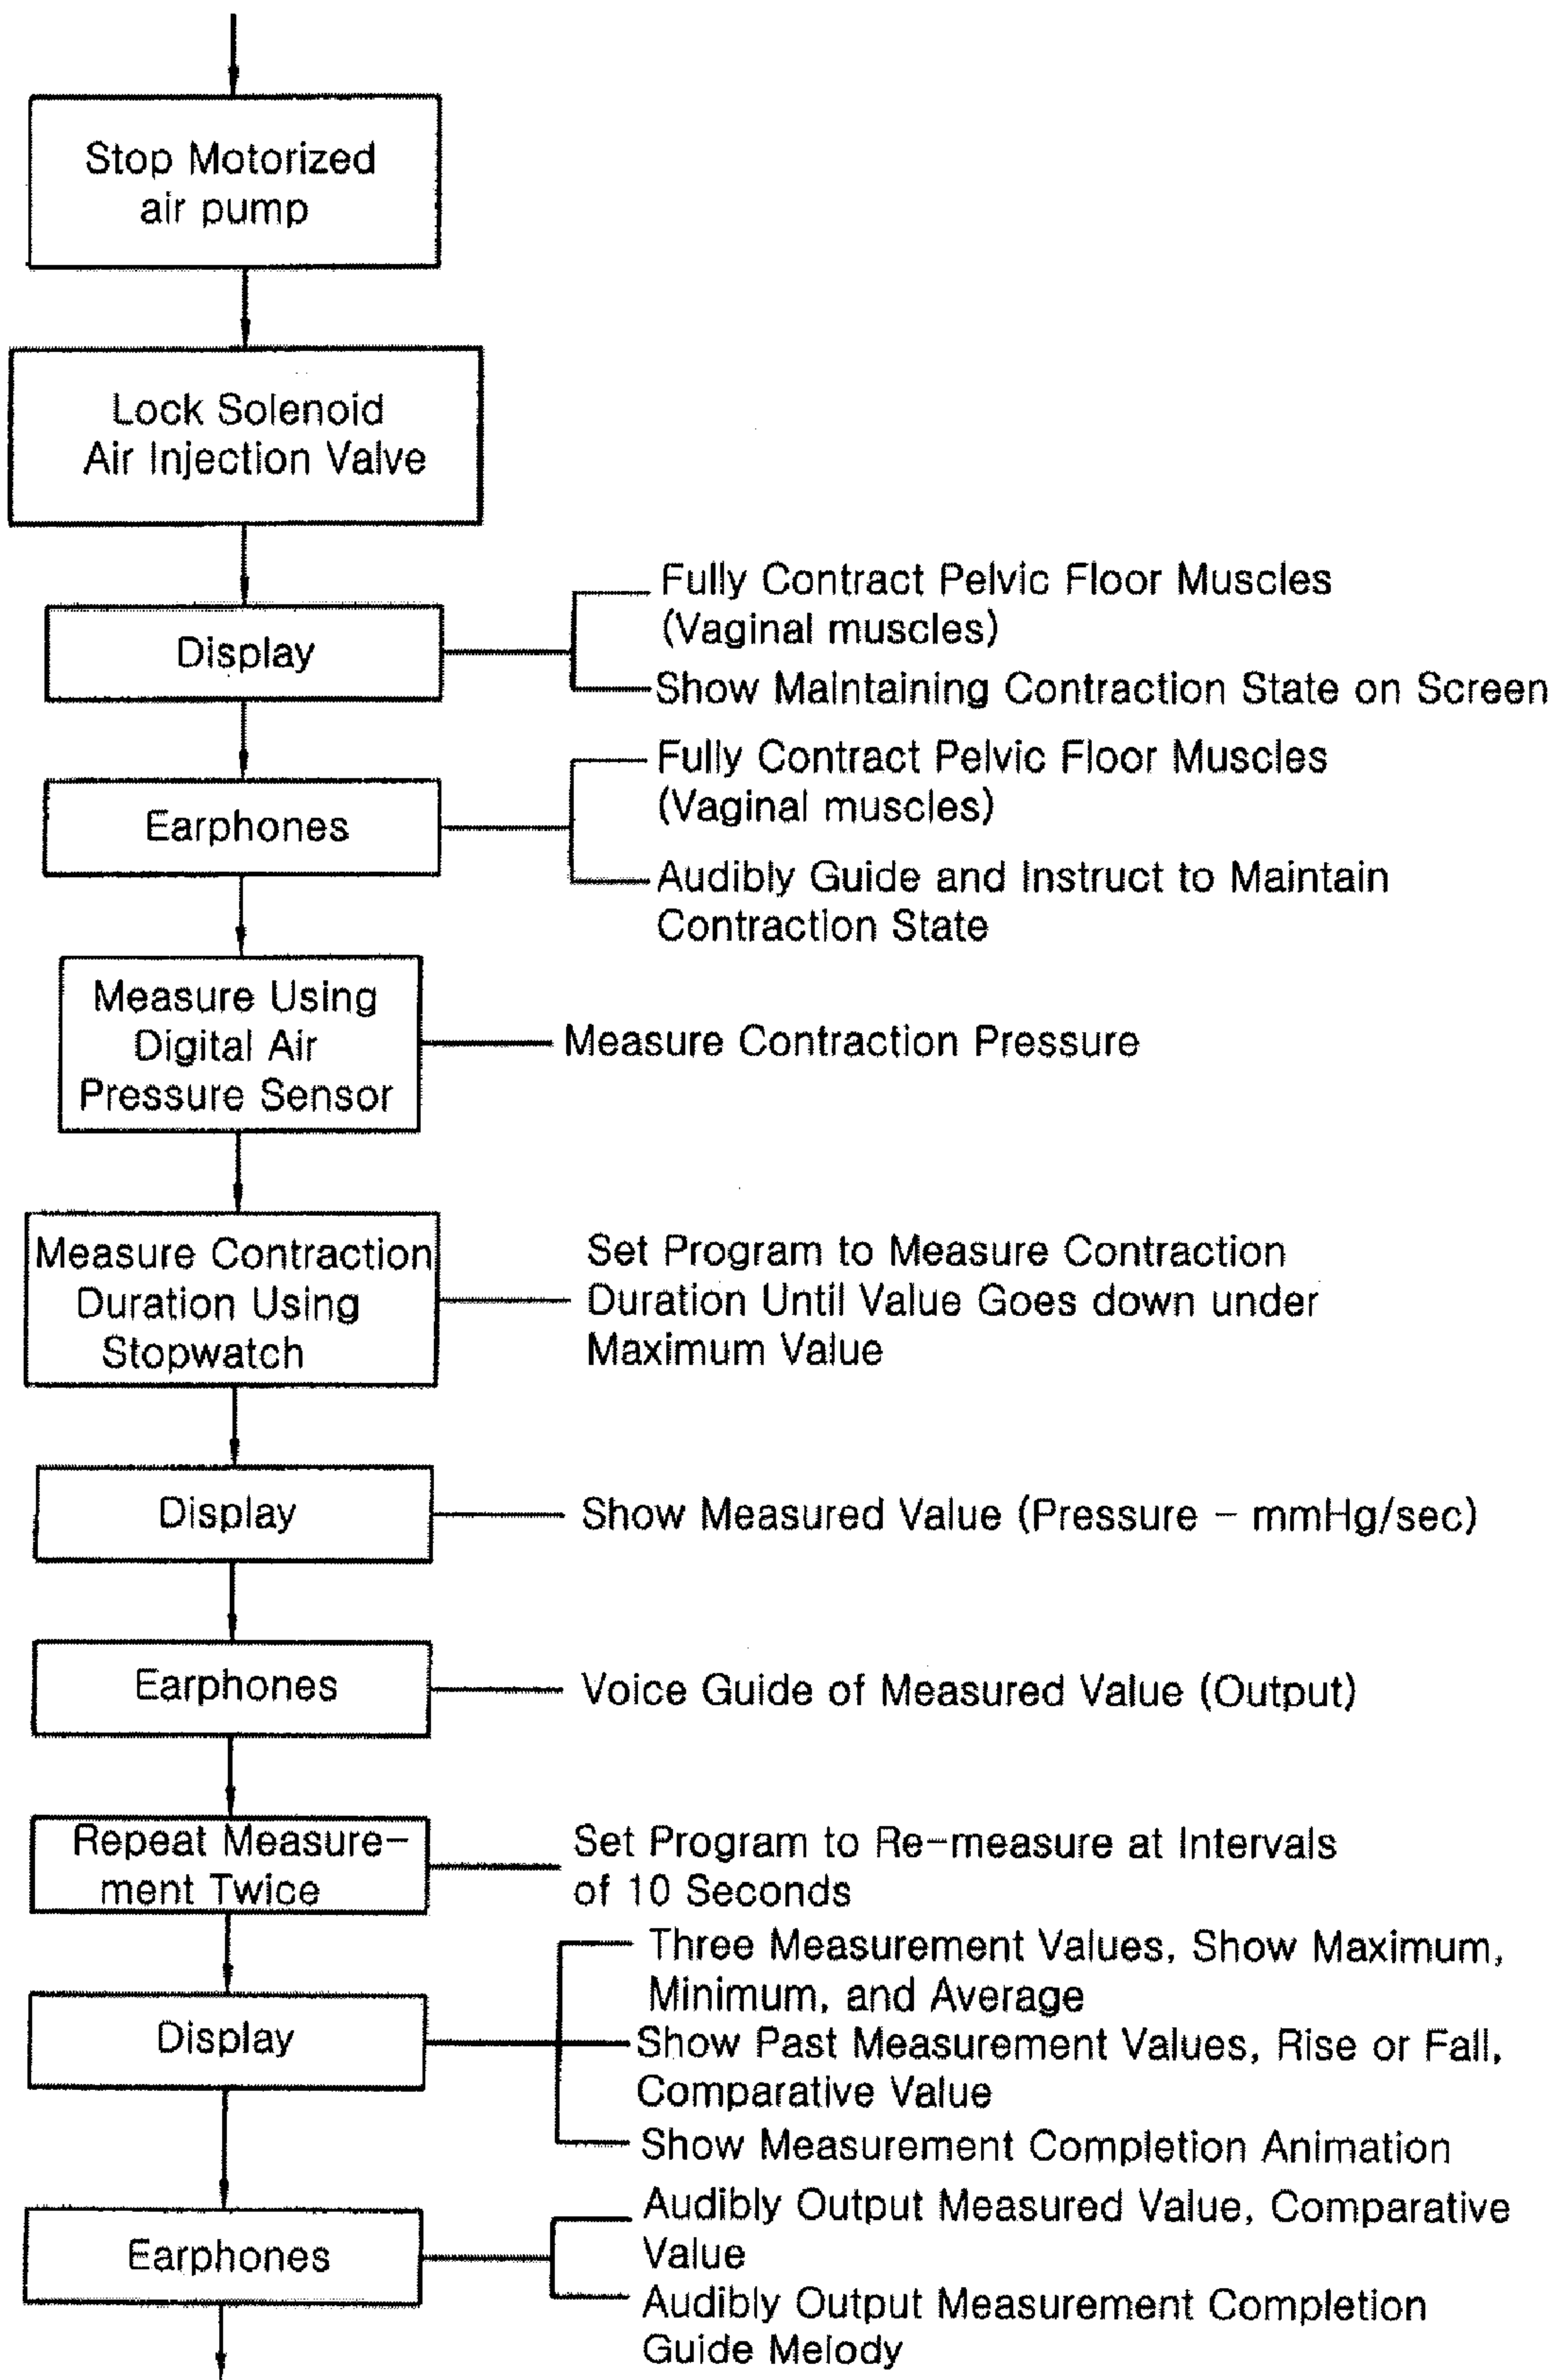 Stop Motorized
air pump
Lock Solenoid
Air Injection Valve
Display
Fully Contract Pelvic Floor Muscles
(Vaginal muscles)
Show Maintaining Contraction State on Screen
Earphones
Fully Contract Pelvic Floor Muscles
(Vaginal muscles)
Audibly Guide and Instruct to Maintain
Contraction State
Measure Using
Digital Air
Pressure Sensor
Measure Contraction Pressure
Measure Contraction
Duration Using
Stopwatch
Set Program to Measure Contraction
Duration Until Value Goes down under
Maximum Value
Display
Show Measured Value (Pressure - mmHg/sec)
Earphones
Voice Guide of Measured Value (Output)
Repeat Measure-
ment Twice
Set Program to Re-measure at Intervals
of 10 Seconds
Display
Three Measurement Values, Show Maximum,
Minimum, and Average
Show Past Measurement Values, Rise or Fall,
Comparative Value
Show Measurement Completion Animation
Earphones
Audibly Output Measured Value, Comparative
Value
Audibly Output Measurement Completion
Guide Melody